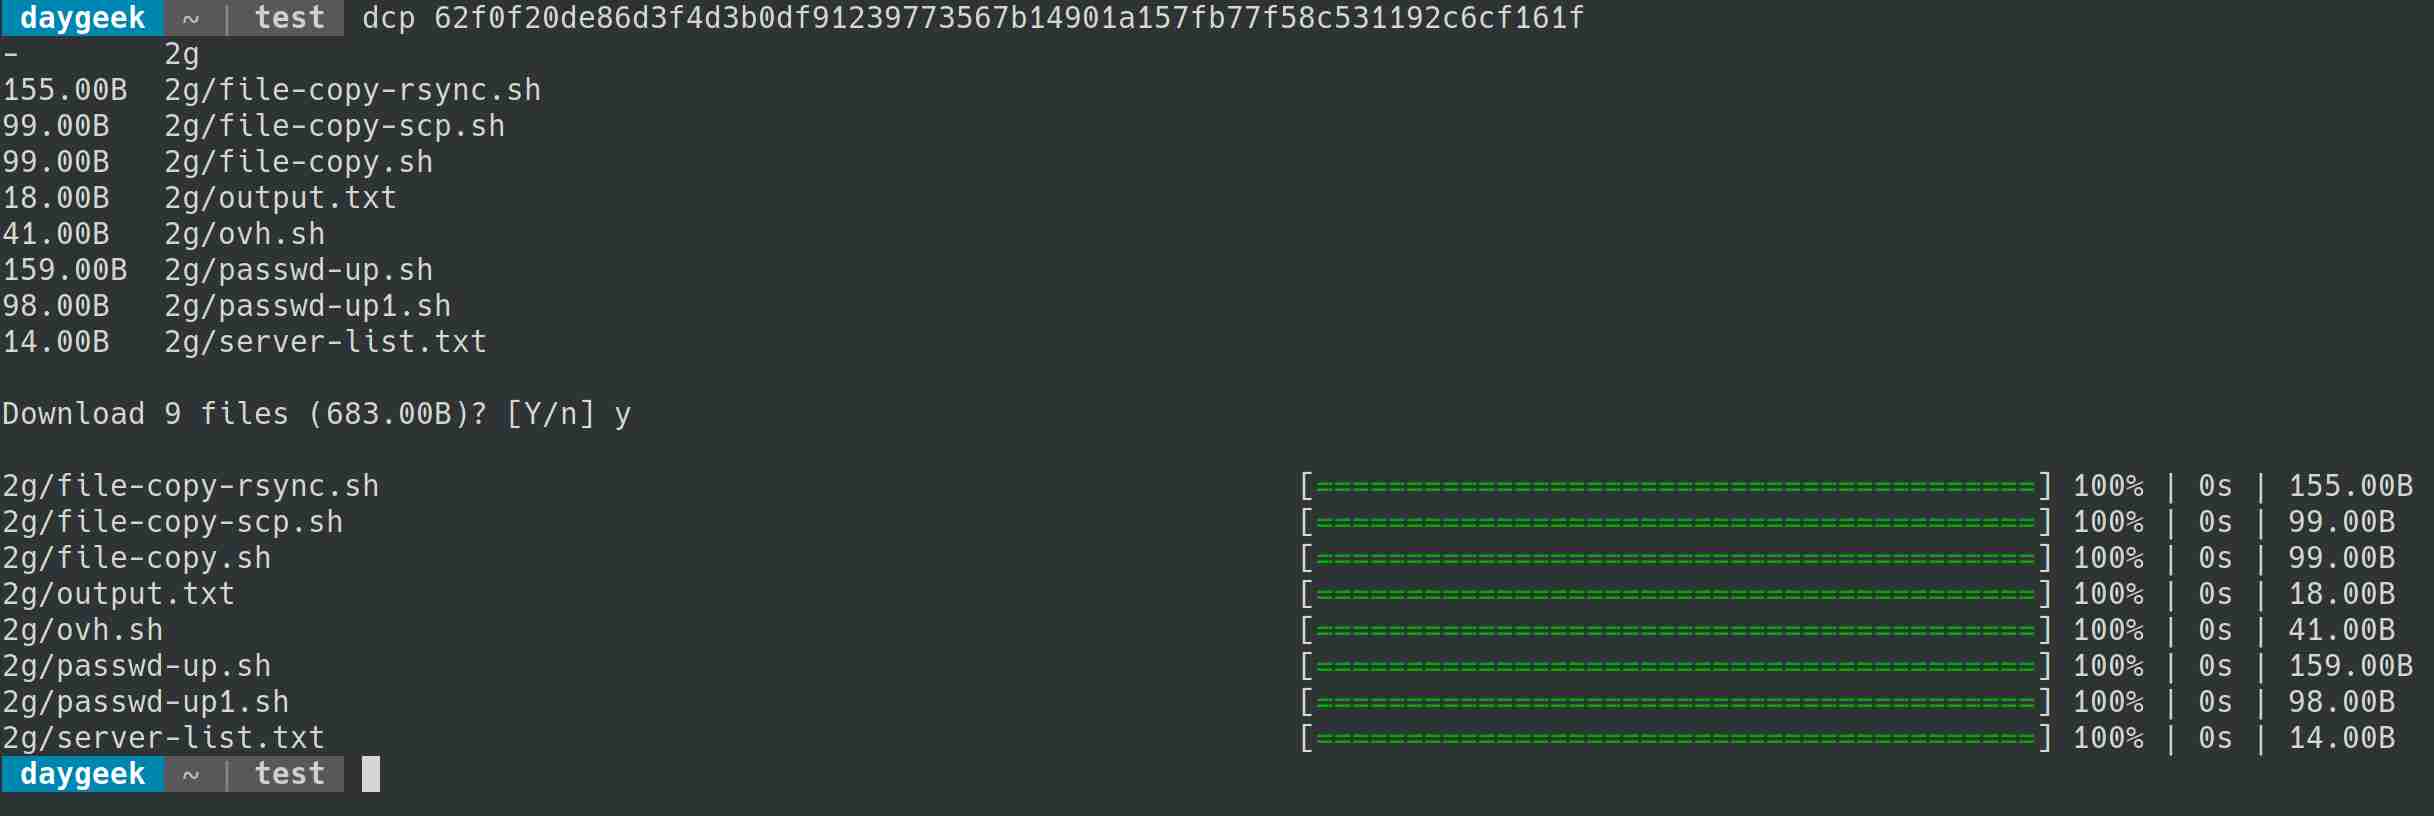 daygeek ~ | test dcp 62f0f20de86d3f4d3b0df91239773567b14901a157fb77f58c531192c6cf161f
- 2g
155.00B 2g/file-copy-rsync.sh
99.00B 2g/file-copy-scp.sh
99.00B 2g/file-copy.sh
18.00B 2g/output.txt
41.00B 2g/ovh.sh
159.00B 2g/passwd-up.sh
98.00B 2g/passwd-up1.sh
14.00B 2g/server-list.txt
Download 9 files (683.00B)? [Y/n] y
2g/file-copy-rsync.sh [========================================] 100% | 0s | 155.00B
2g/file-copy-scp.sh [========================================] 100% | 0s | 99.00B
2g/file-copy.sh [========================================] 100% | 0s | 99.00B
2g/output.txt [========================================] 100% | 0s | 18.00B
2g/ovh.sh [========================================] 100% | 0s | 41.00B
2g/passwd-up.sh [========================================] 100% | 0s | 159.00B
2g/passwd-up1.sh [========================================] 100% | 0s | 98.00B
2g/server-list.txt [========================================] 100% | 0s | 14.00B
daygeek ~ | test